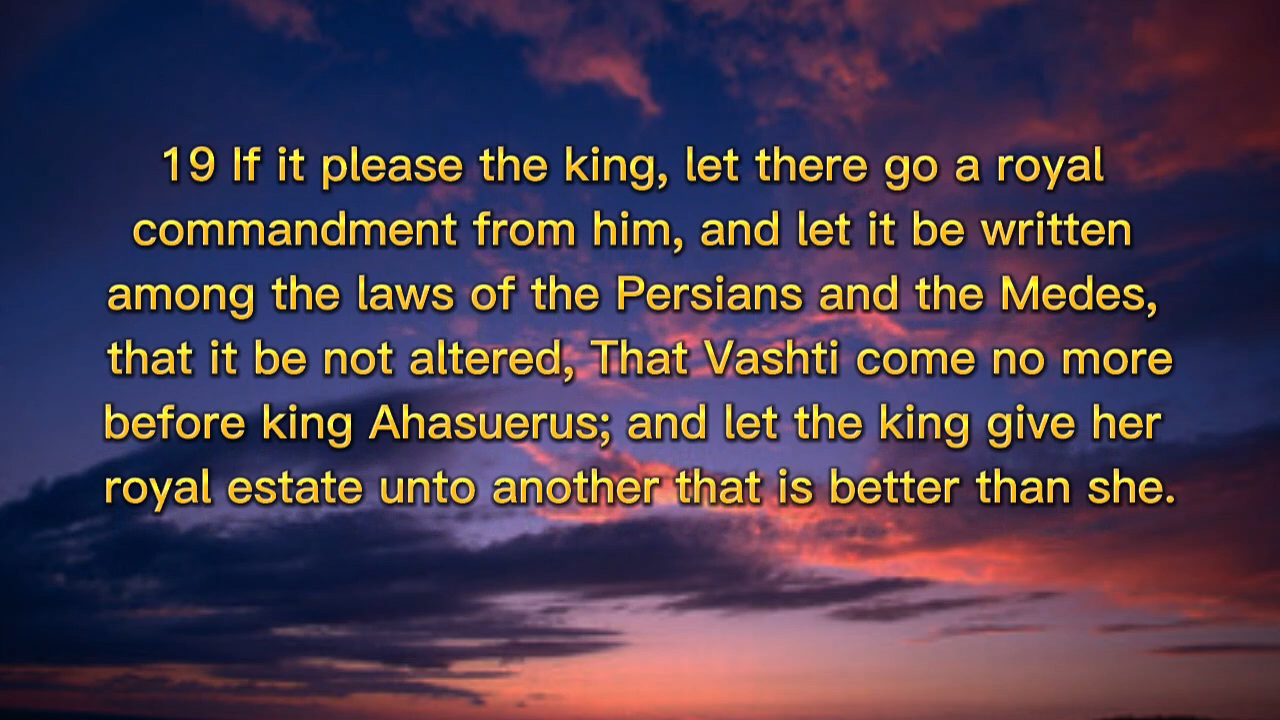 19 If it please the king, let there go a royal
commandment from him, and let it be written
among the laws of the Persians and the Medes,
that it be not altered, That Vashti come no more
before king Ahasuerus; and let the king give her
royal estate unto another that is better than she.